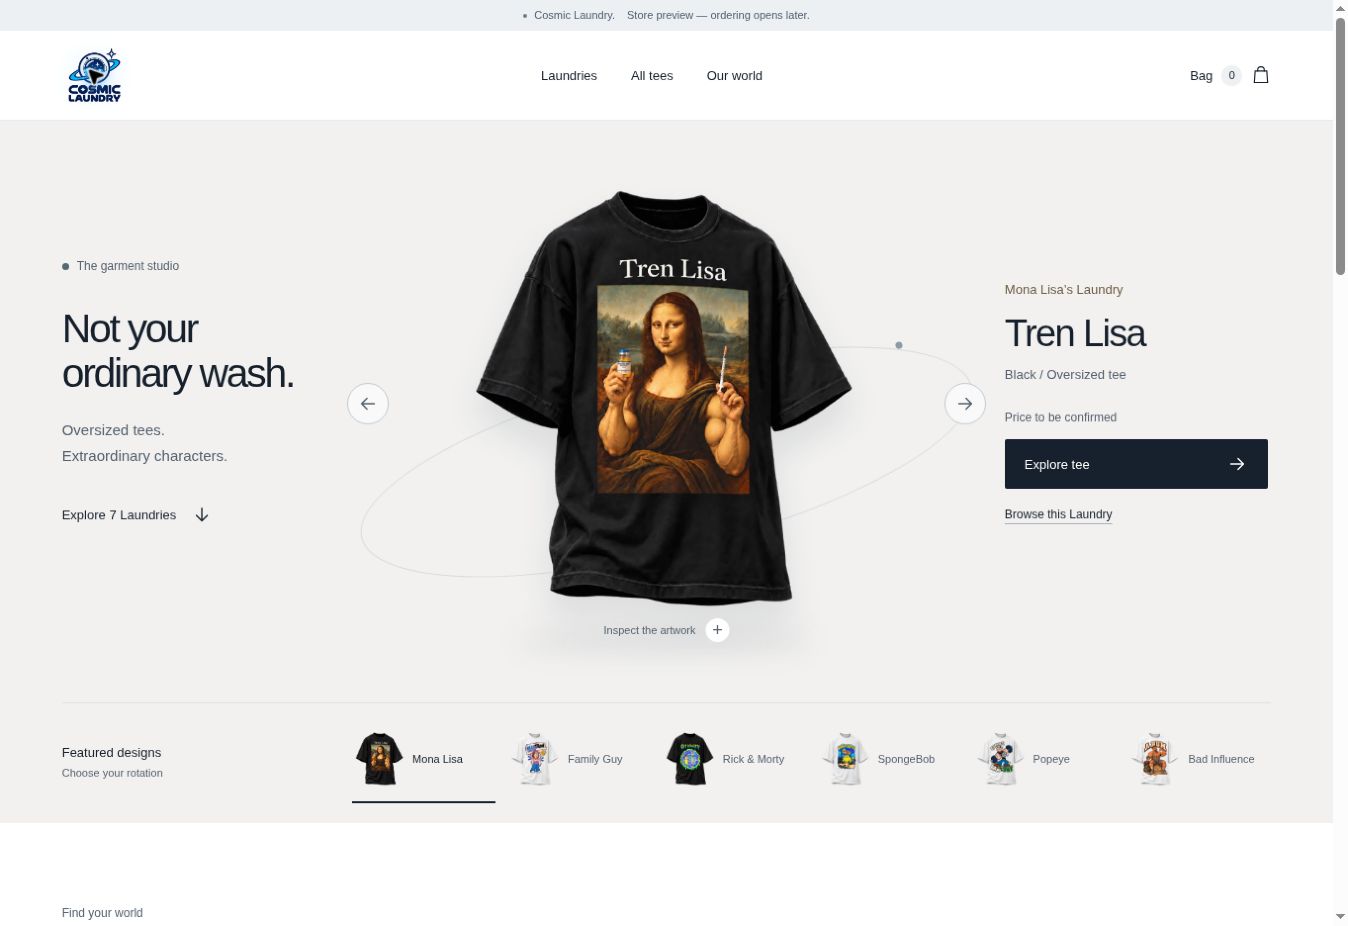 Cosmic Laundry. Store preview — ordering opens later.
COSMIC
LAUNDRY
Laundries
All tees
Our world
Bag 0
The garment studio
Not your
ordinary wash.
Oversized tees.
Extraordinary characters.
Explore 7 Laundries
Tren Lisa
Inspect the artwork
Mona Lisa's Laundry
Tren Lisa
Black / Oversized tee
Price to be confirmed
Explore tee
Browse this Laundry
Featured designs
Choose your rotation
Mona Lisa
Family Guy
Rick & Morty
SpongeBob
Popeye
Bad Influence
Find your world